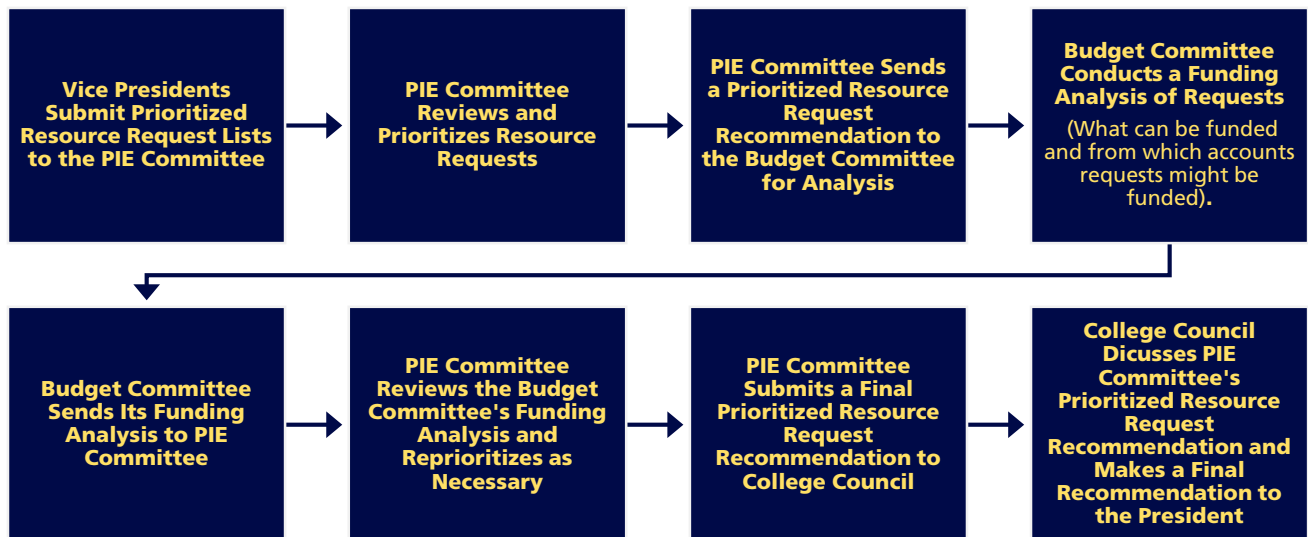 Vice Presidents
Submit Prioritized
Resource Request Lists
to the PIE Committee
PIE Committee
Reviews and
Prioritizes Resource
Requests
PIE Committee Sends
a Prioritized Resource
Request
Recommendation to
the Budget Committee
for Analysis
Budget Committee
Conducts a Funding
Analysis of Requests
(What can be funded
and from which accounts
requests might be
funded).
Budget Committee
Sends Its Funding
Analysis to PIE
Committee
PIE Committee
Reviews the Budget
Committee's Funding
Analysis and
Reprioritizes as
Necessary
PIE Committee
Submits a Final
Prioritized Resource
Request
Recommendation to
College Council
College Council
Dicusses PIE
Committee's
Prioritized Resource
Request
Recommendation and
Makes a Final
Recommendation to
the President